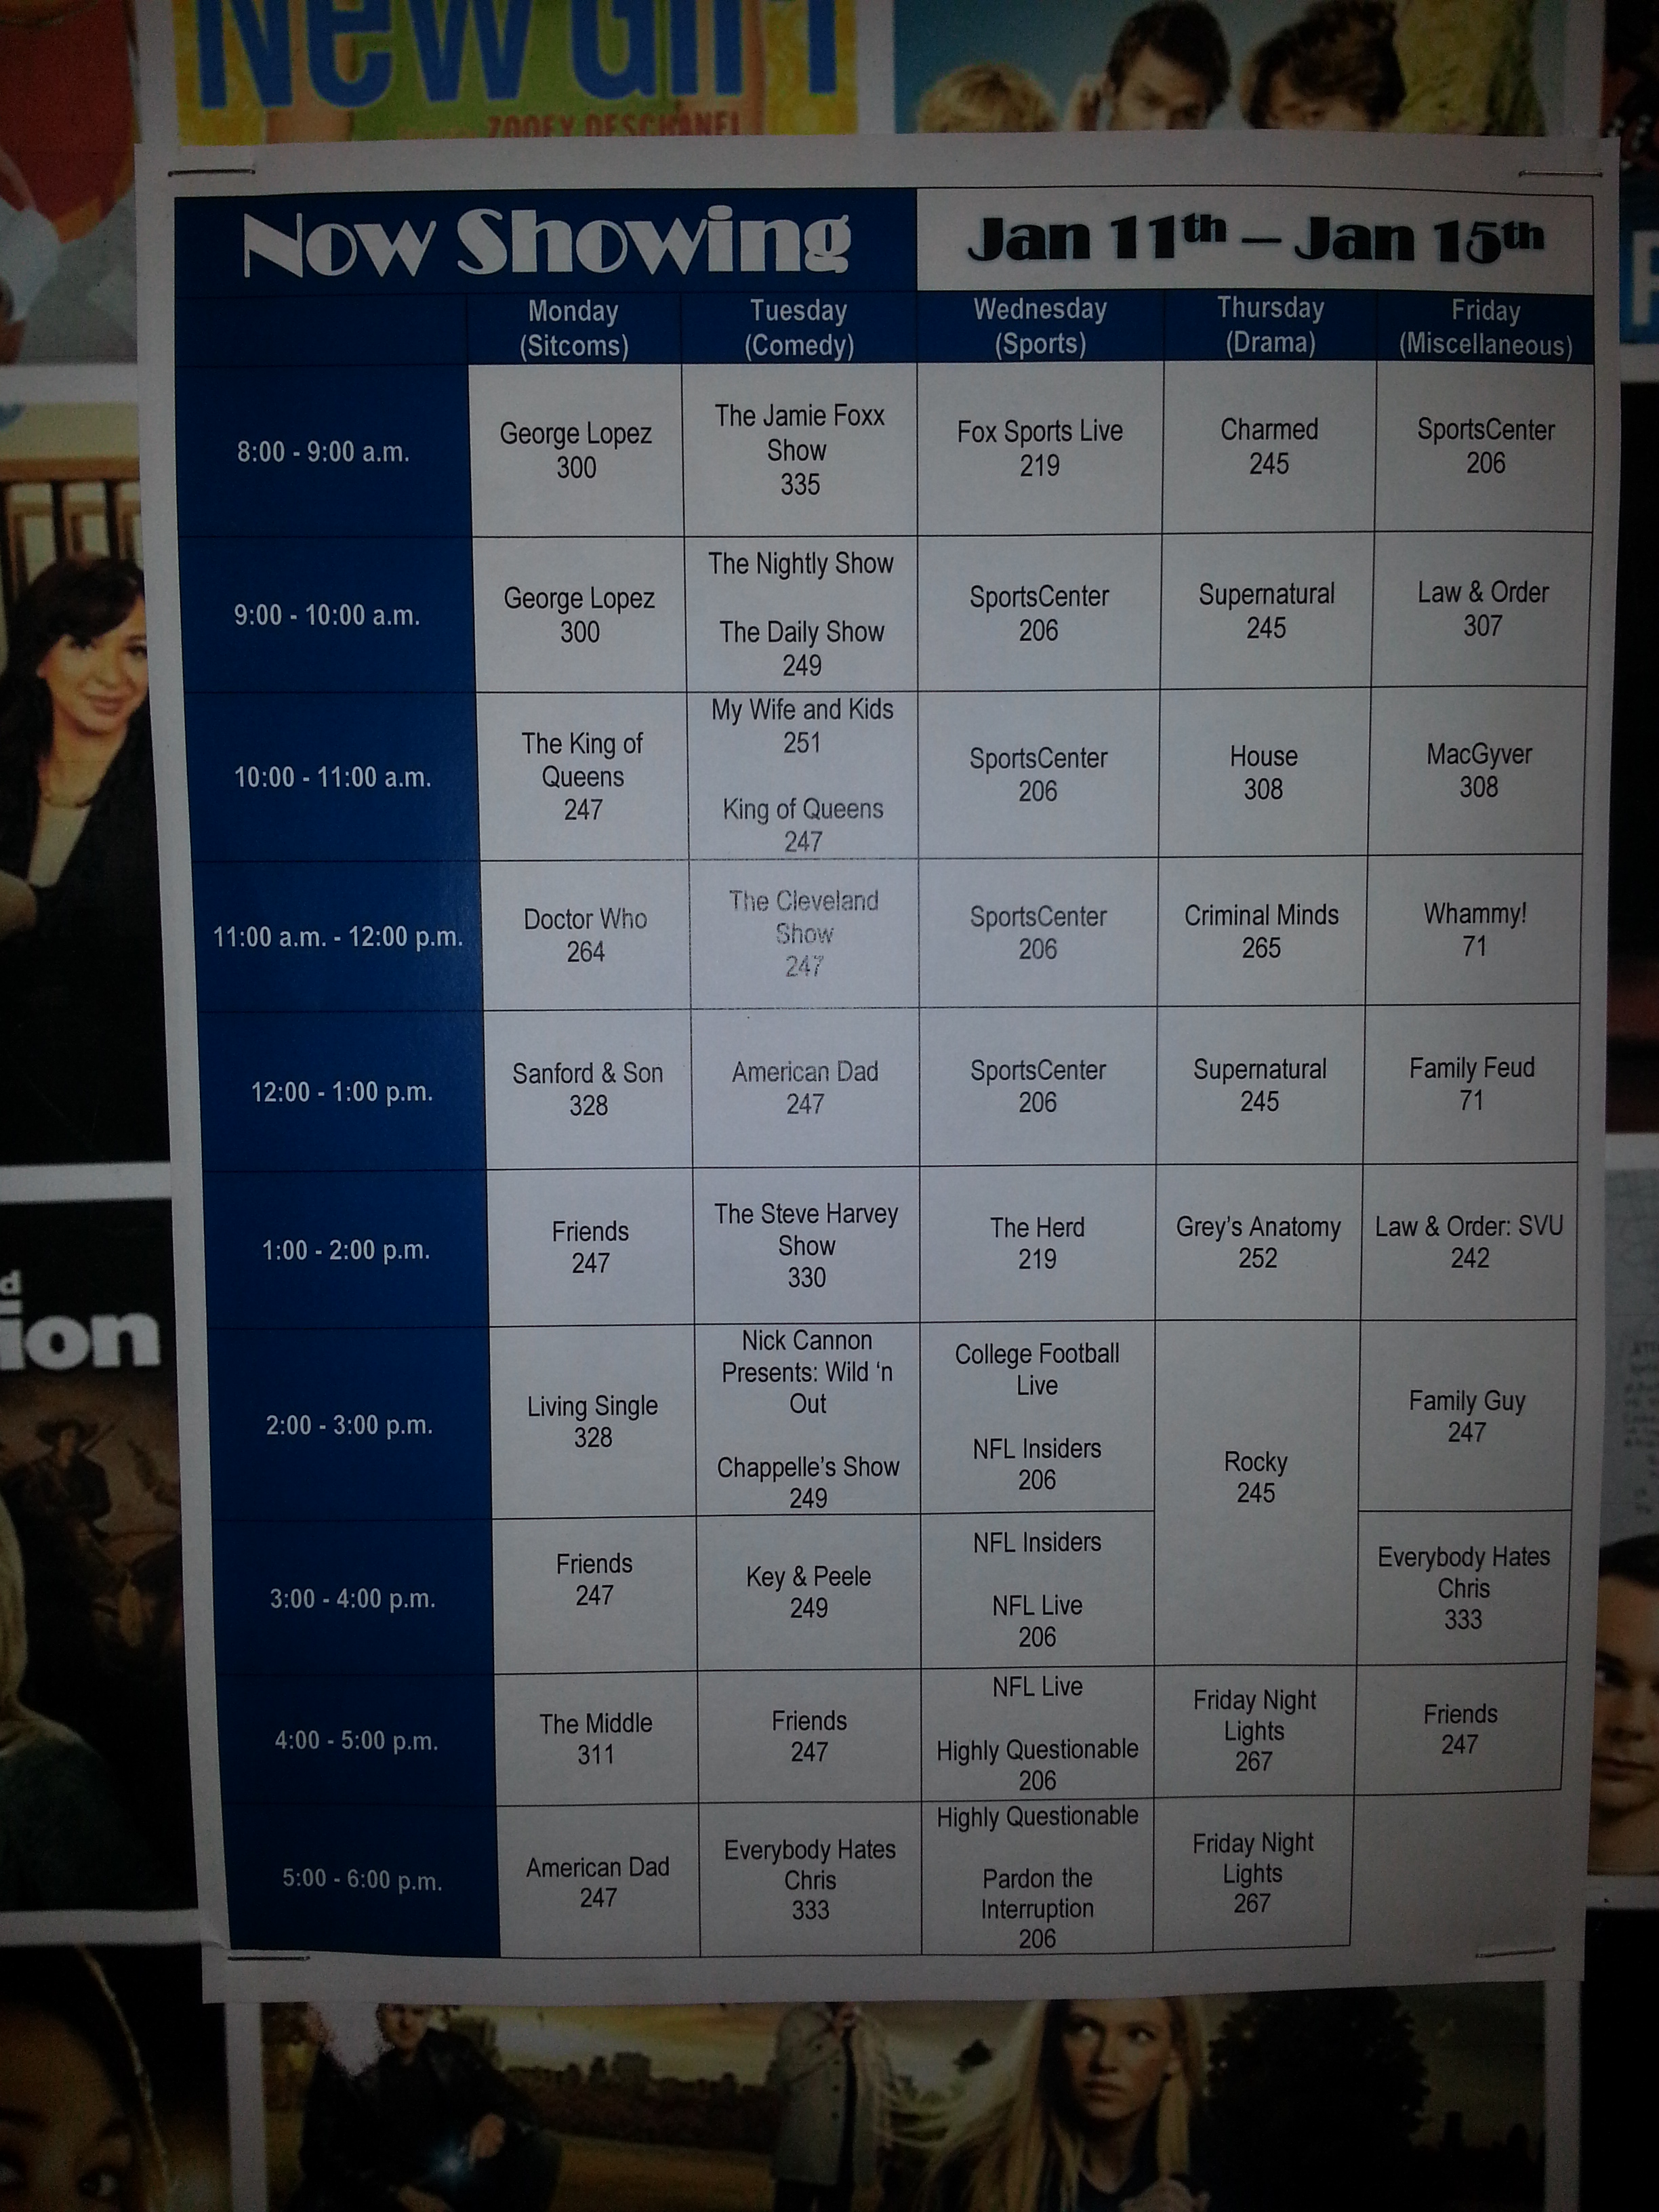 New Girl
ZOOEY DESCHANEL
Now Showing
Jan 11th – Jan 15th
Monday
(Sitcoms)
Tuesday
(Comedy)
Wednesday
(Sports)
Thursday
(Drama)
Friday
(Miscellaneous)
8:00 - 9:00 a.m.
George Lopez
300
The Jamie Foxx
Show
335
Fox Sports Live
219
Charmed
245
SportsCenter
206
9:00 - 10:00 a.m.
George Lopez
300
The Nightly Show
The Daily Show
249
SportsCenter
206
Supernatural
245
Law & Order
307
10:00 - 11:00 a.m.
The King of
Queens
247
My Wife and Kids
251
King of Queens
247
SportsCenter
206
House
308
MacGyver
308
11:00 a.m. - 12:00 p.m.
Doctor Who
264
The Cleveland
Show
247
SportsCenter
206
Criminal Minds
265
Whammy!
71
12:00 - 1:00 p.m.
Sanford & Son
328
American Dad
247
SportsCenter
206
Supernatural
245
Family Feud
71
1:00 - 2:00 p.m.
Friends
247
The Steve Harvey
Show
330
The Herd
219
Grey's Anatomy
252
Law & Order: SVU
242
2:00 - 3:00 p.m.
Living Single
328
Nick Cannon
Presents: Wild ‘n
Out
Chappelle's Show
249
College Football
Live
NFL Insiders
206
Rocky
245
Family Guy
247
3:00 - 4:00 p.m.
Friends
247
Key & Peele
249
NFL Insiders
NFL Live
206
Everybody Hates
Chris
333
4:00 - 5:00 p.m.
The Middle
311
Friends
247
NFL Live
Highly Questionable
206
Friday Night
Lights
267
Friends
247
5:00 - 6:00 p.m.
American Dad
247
Everybody Hates
Chris
333
Highly Questionable
Pardon the
Interruption
206
Friday Night
Lights
267
d
ion